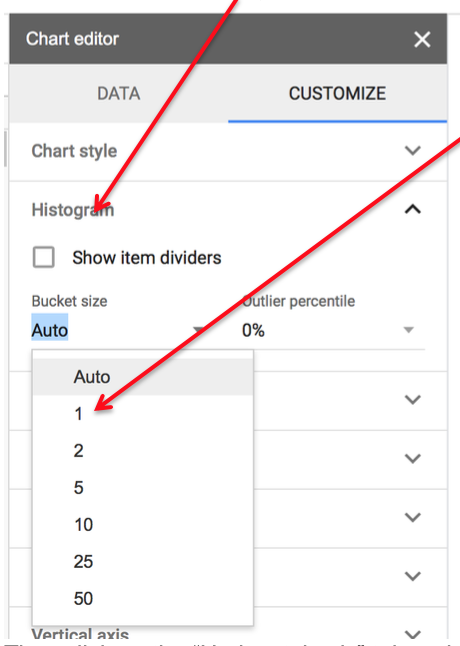 Chart editor
DATA CUSTOMIZE
Chart style
Histogram
Show item dividers
Bucket size Outlier percentile
Auto 0%
Auto
1
2
5
10
25
50
Vertical axis